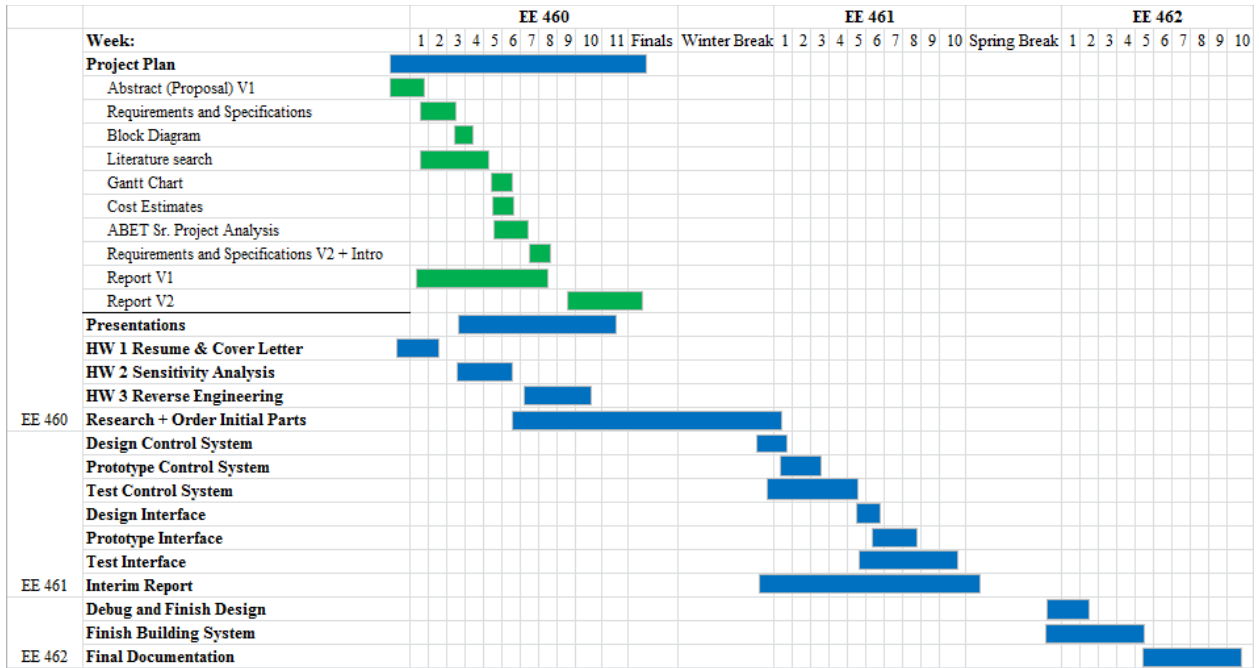 EE 460 EE 461 EE 462
Week: 1 2 3 4 5 6 7 8 9 10 11 Finals Winter Break 1 2 3 4 5 6 7 8 9 10 Spring Break 1 2 3 4 5 6 7 8 9 10
Project Plan
Abstract (Proposal) V1
Requirements and Specifications
Block Diagram
Literature search
Gantt Chart
Cost Estimates
ABET Sr. Project Analysis
Requirements and Specifications V2 + Intro
Report V1
Report V2
Presentations
HW 1 Resume & Cover Letter
HW 2 Sensitivity Analysis
HW 3 Reverse Engineering
EE 460 Research + Order Initial Parts
Design Control System
Prototype Control System
Test Control System
Design Interface
Prototype Interface
Test Interface
EE 461 Interim Report
Debug and Finish Design
Finish Building System
EE 462 Final Documentation